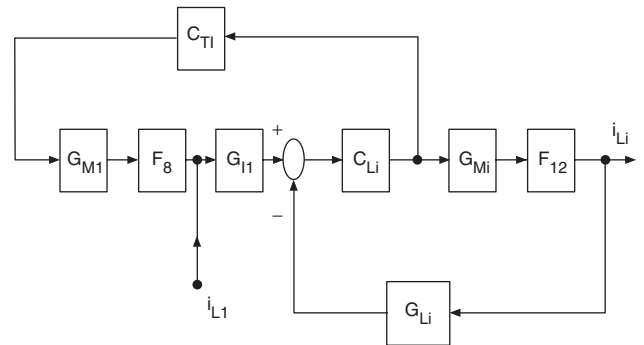 C_TI
i_Li
+
G_M1 F_8 G_I1 C_Li G_Mi F_12
−
i_L1
G_Li